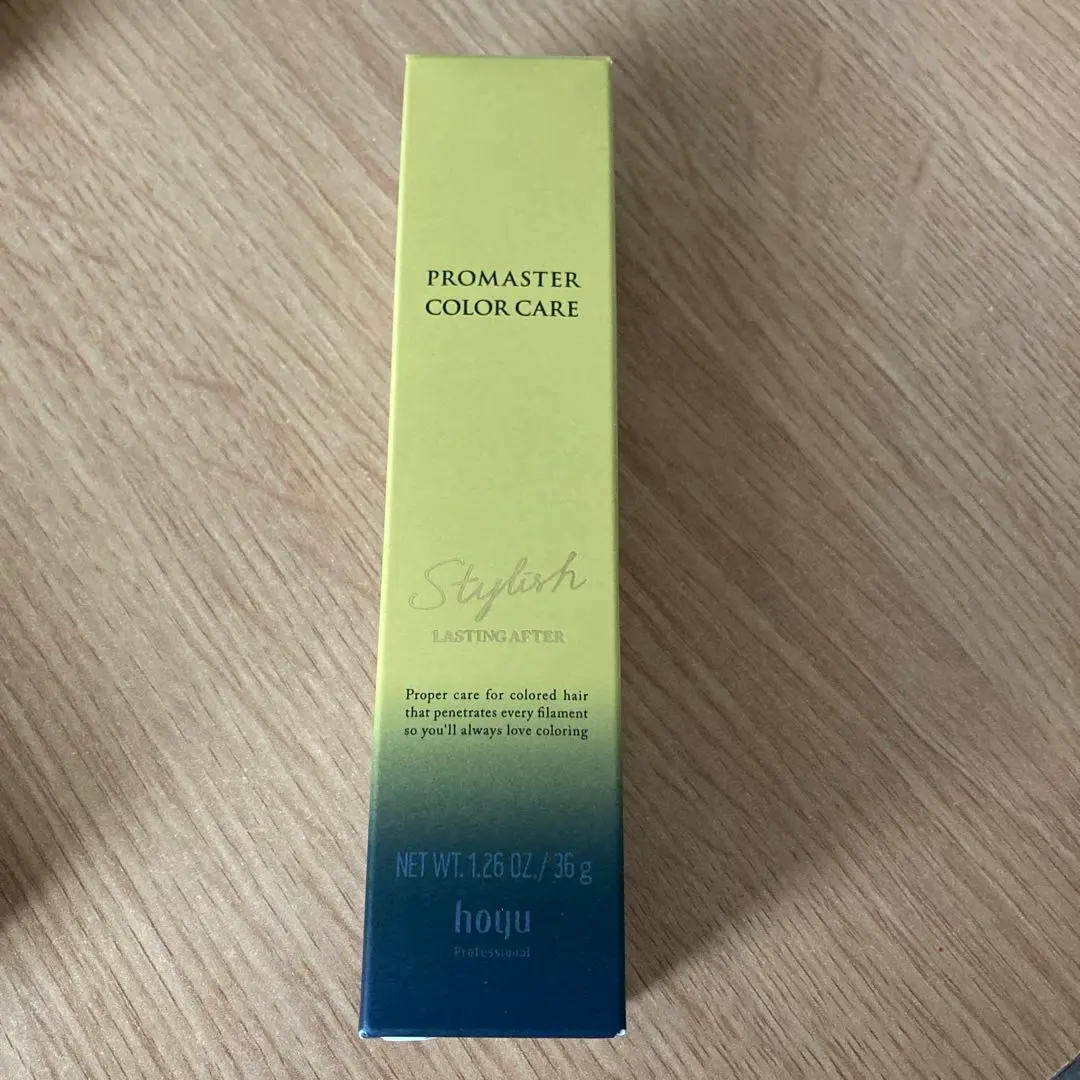 PROMASTER
COLOR CARE
Stylish
LASTING AFTER
Proper care for colored hair
that penetrates every filament
so you'll always love coloring
NET WT. 1.26 OZ./ 36 g
hoyu
Professional